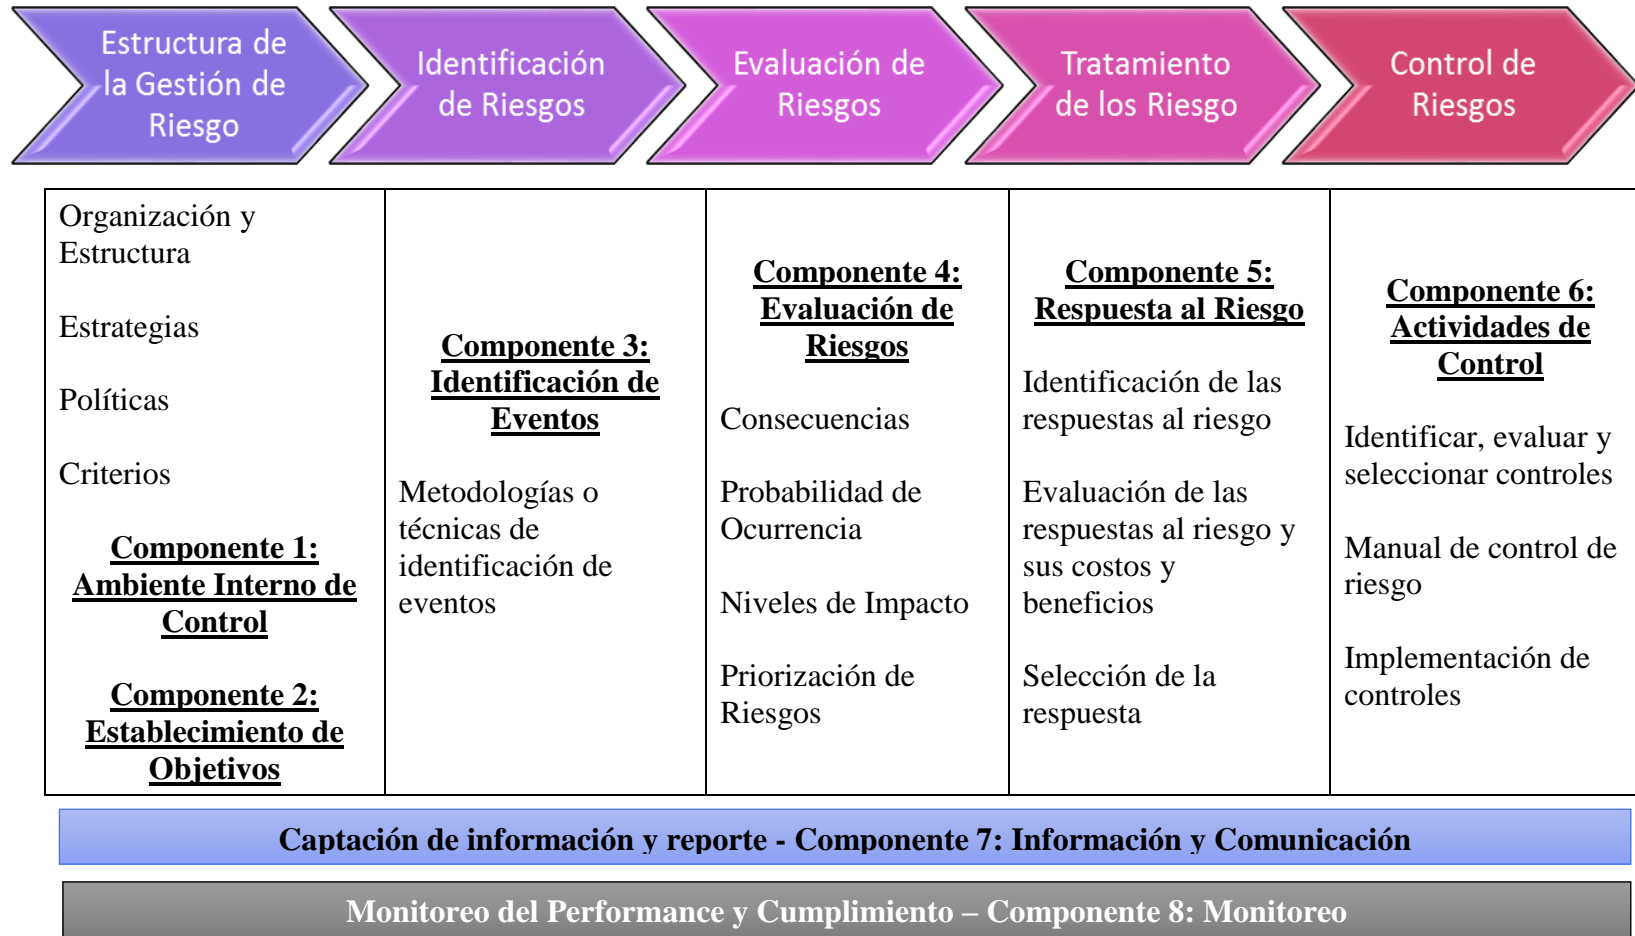 Estructura de
la Gestión de
Riesgo
Identificación
de Riesgos
Evaluación de
Riesgos
Tratamiento
de los Riesgo
Control de
Riesgos
Organización y
Estructura
Estrategias
Políticas
Criterios
Componente 1:
Ambiente Interno de
Control
Componente 2:
Establecimiento de
Objetivos
Componente 3:
Identificación de
Eventos
Metodologías o
técnicas de
identificación de
eventos
Componente 4:
Evaluación de
Riesgos
Consecuencias
Probabilidad de
Ocurrencia
Niveles de Impacto
Priorización de
Riesgos
Componente 5:
Respuesta al Riesgo
Identificación de las
respuestas al riesgo
Evaluación de las
respuestas al riesgo y
sus costos y
beneficios
Selección de la
respuesta
Componente 6:
Actividades de
Control
Identificar, evaluar y
seleccionar controles
Manual de control de
riesgo
Implementación de
controles
Captación de información y reporte - Componente 7: Información y Comunicación
Monitoreo del Performance y Cumplimiento – Componente 8: Monitoreo